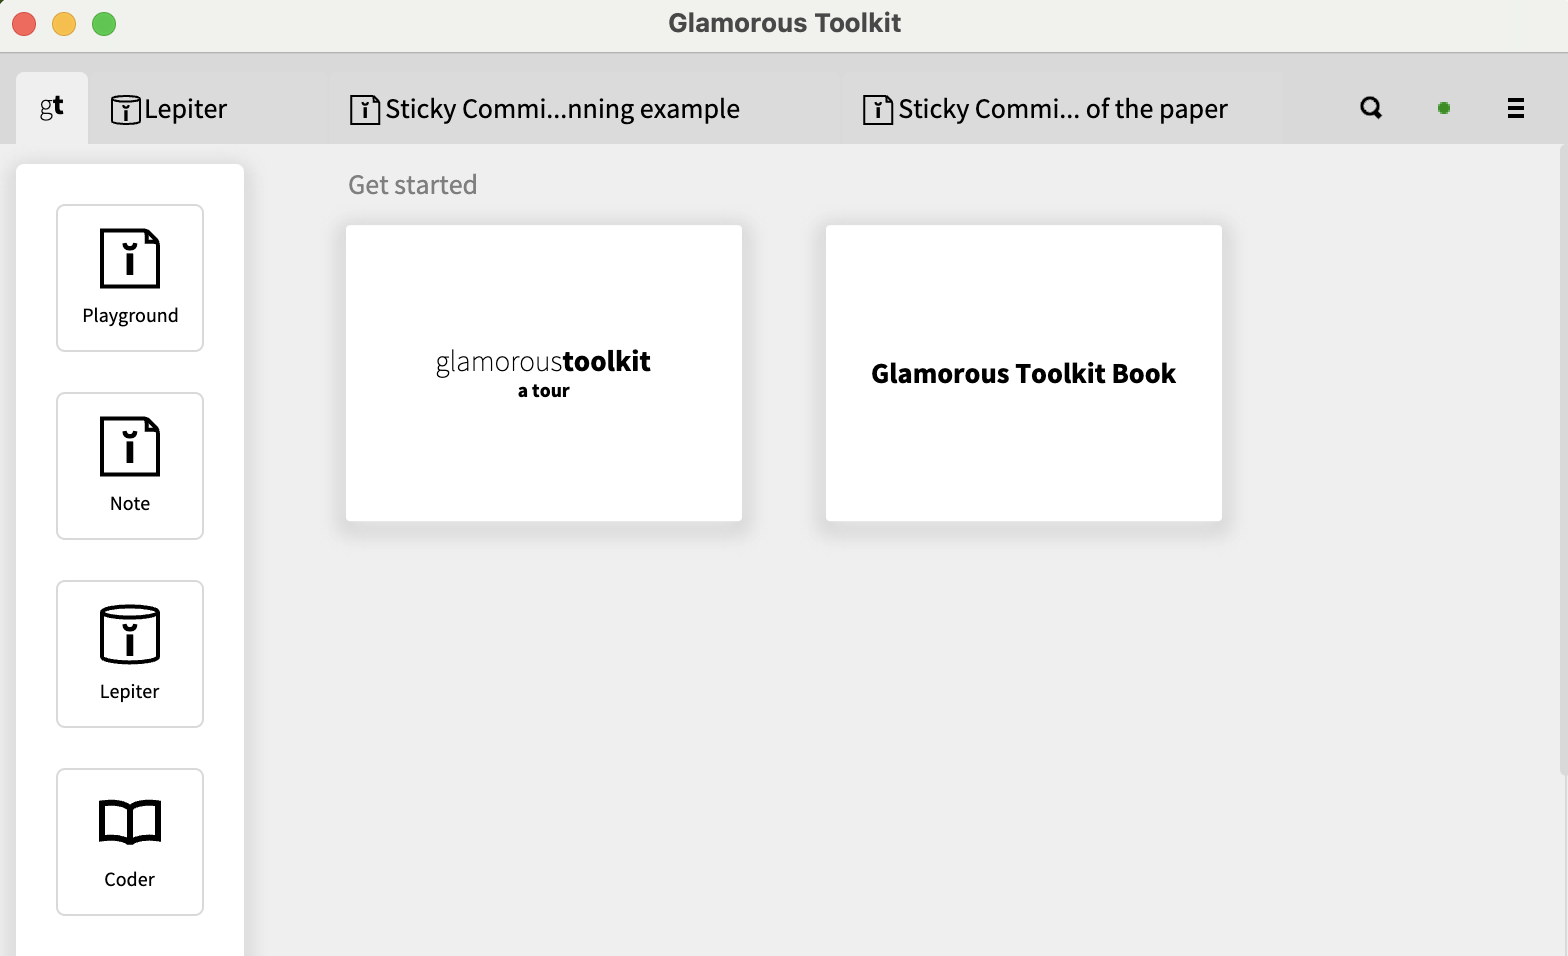 Glamorous Toolkit
gt
Lepiter
Sticky Commi...nning example
Sticky Commi... of the paper
Get started
Playground
Note
Lepiter
Coder
glamoroustoolkit
a tour
Glamorous Toolkit Book